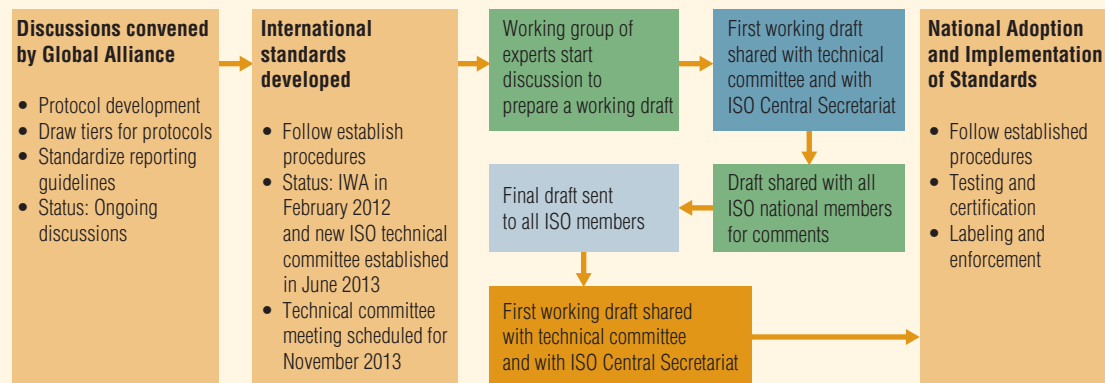 Discussions convened
by Global Alliance
• Protocol development
• Draw tiers for protocols
• Standardize reporting
guidelines
• Status: Ongoing
discussions
International
standards
developed
• Follow establish
procedures
• Status: IWA in
February 2012
and new ISO technical
committee established
in June 2013
• Technical committee
meeting scheduled for
November 2013
Working group of
experts start
discussion to
prepare a working draft
First working draft
shared with technical
committee and with
ISO Central Secretariat
Draft shared with all
ISO national members
for comments
Final draft sent
to all ISO members
First working draft shared
with technical committee
and with ISO Central Secretariat
National Adoption
and Implementation
of Standards
• Follow established
procedures
• Testing and
certification
• Labeling and
enforcement